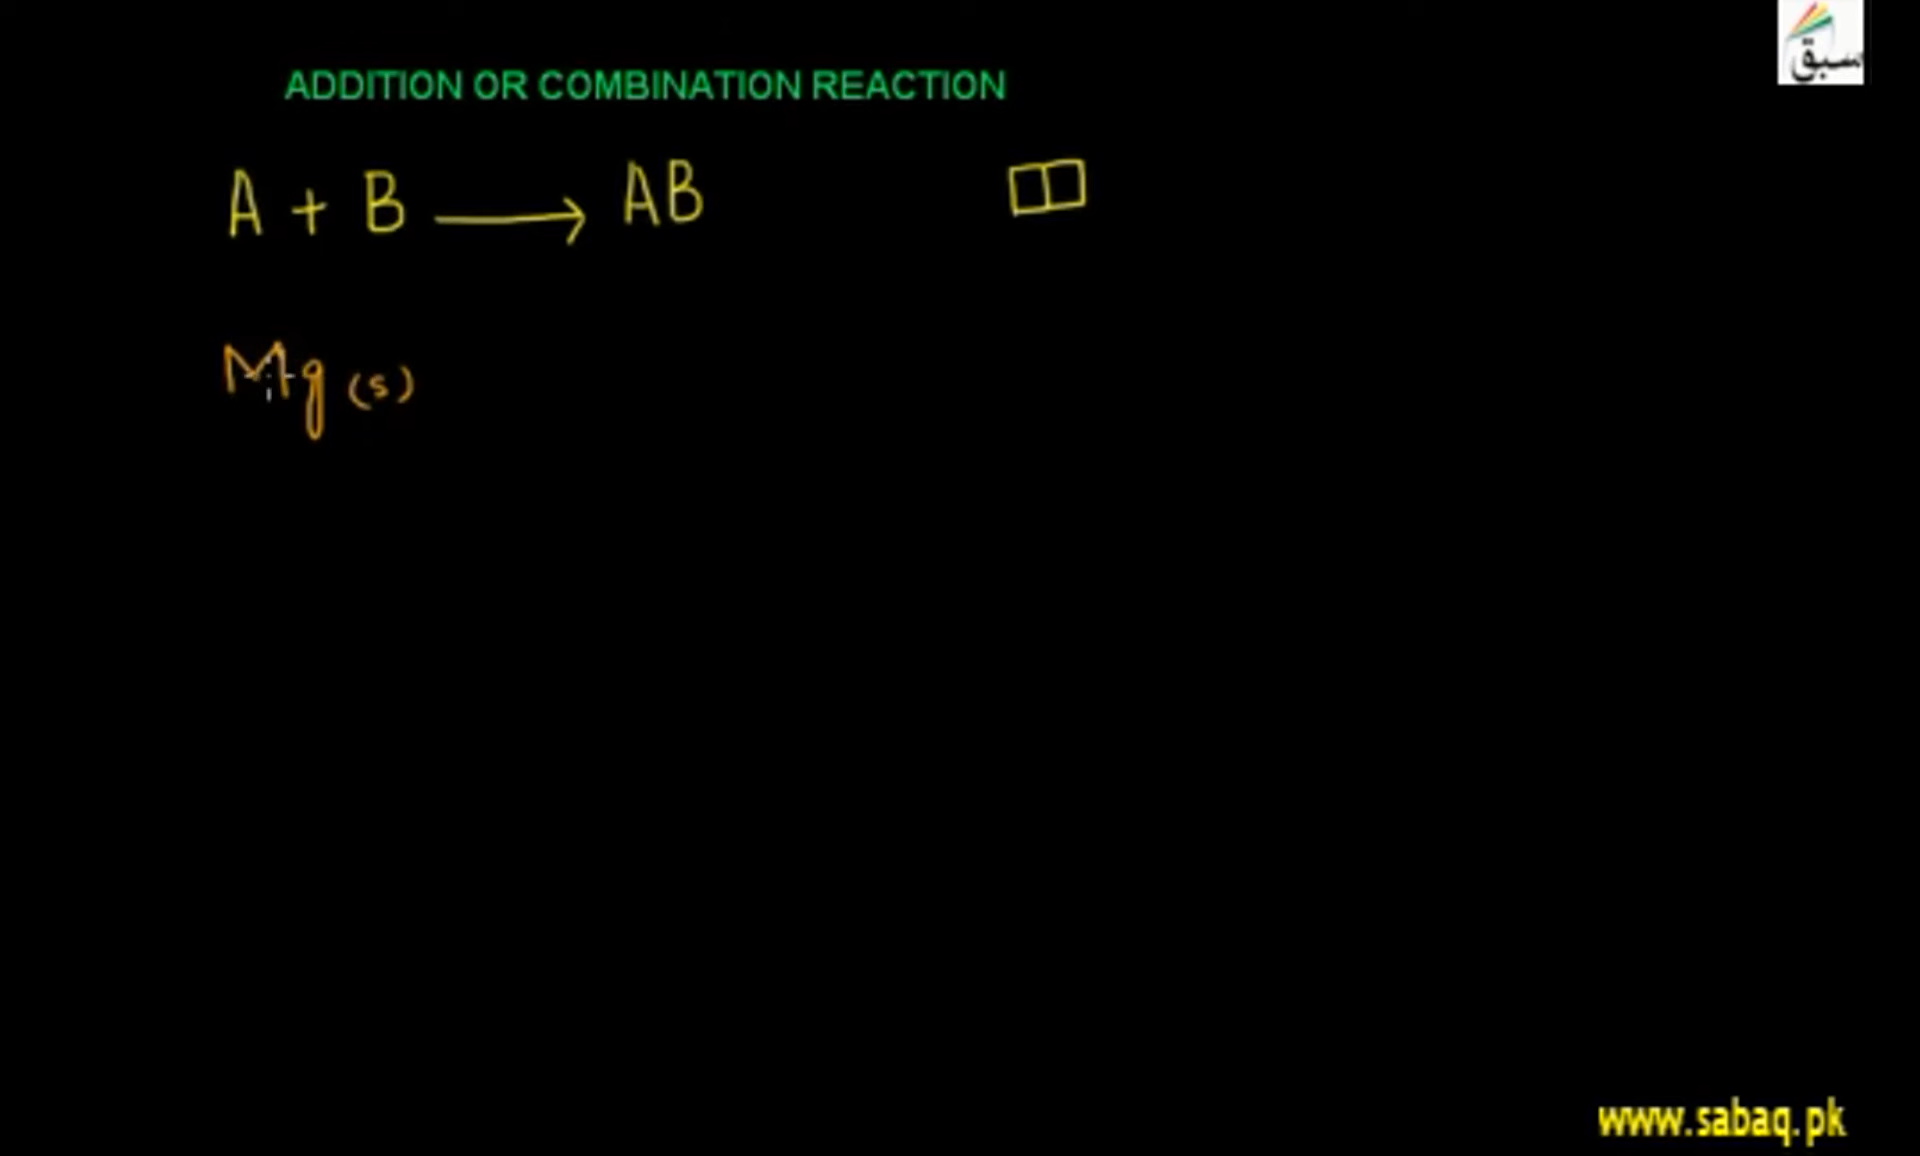 سبق
ADDITION OR COMBINATION REACTION
A + B ⟶ AB
Mg (s)
www.sabaq.pk